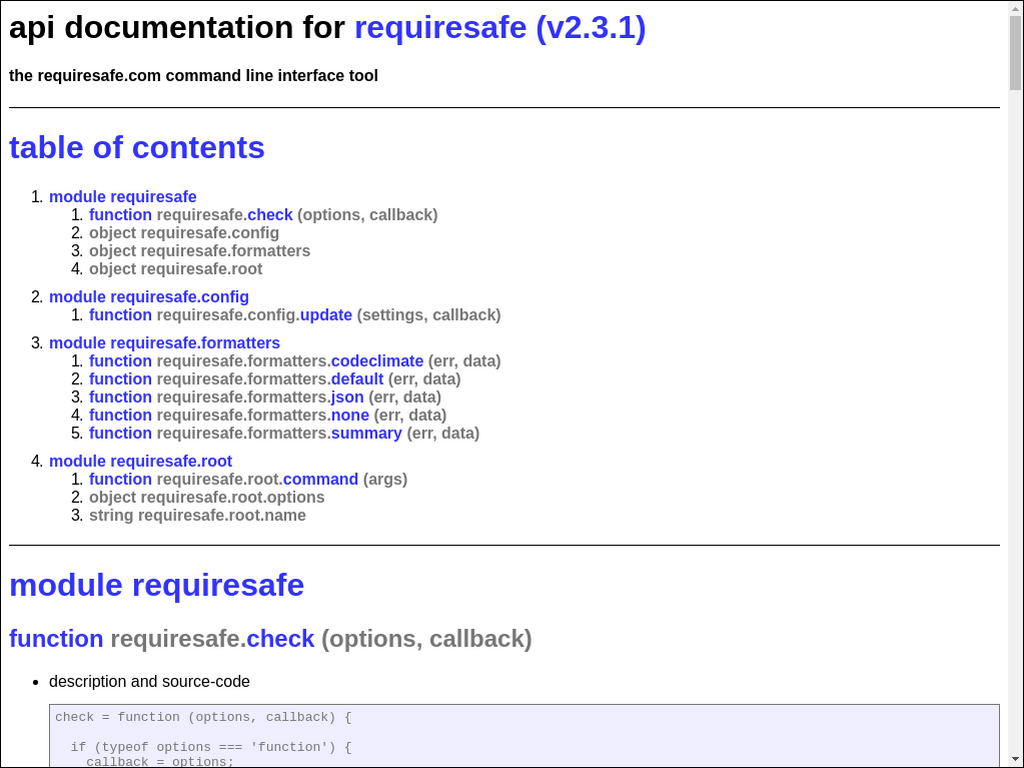 api documentation for requiresafe (v2.3.1)
the requiresafe.com command line interface tool
table of contents
1. module requiresafe
1. function requiresafe.check (options, callback)
2. object requiresafe.config
3. object requiresafe.formatters
4. object requiresafe.root
2. module requiresafe.config
1. function requiresafe.config.update (settings, callback)
3. module requiresafe.formatters
1. function requiresafe.formatters.codeclimate (err, data)
2. function requiresafe.formatters.default (err, data)
3. function requiresafe.formatters.json (err, data)
4. function requiresafe.formatters.none (err, data)
5. function requiresafe.formatters.summary (err, data)
4. module requiresafe.root
1. function requiresafe.root.command (args)
2. object requiresafe.root.options
3. string requiresafe.root.name
module requiresafe
function requiresafe.check (options, callback)
• description and source-code
check = function (options, callback) {
if (typeof options === 'function') {
callback = options;